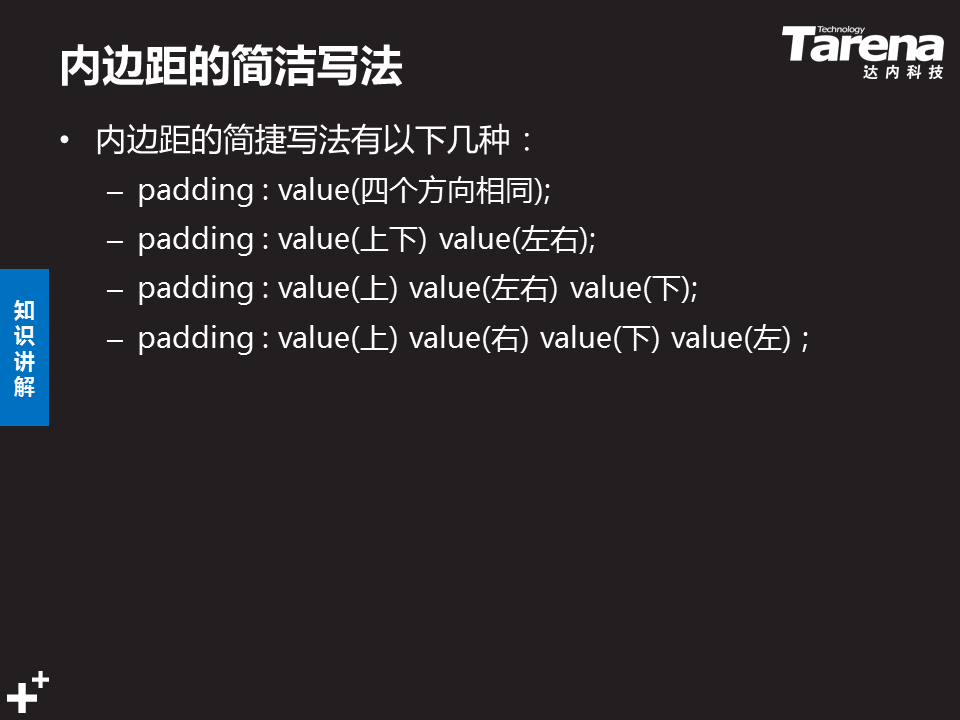 内边距的简洁写法
Technology
Tarena
达内科技
• 内边距的简捷写法有以下几种：
– padding : value(四个方向相同);
– padding : value(上下) value(左右);
– padding : value(上) value(左右) value(下);
– padding : value(上) value(右) value(下) value(左) ;
知
识
讲
解